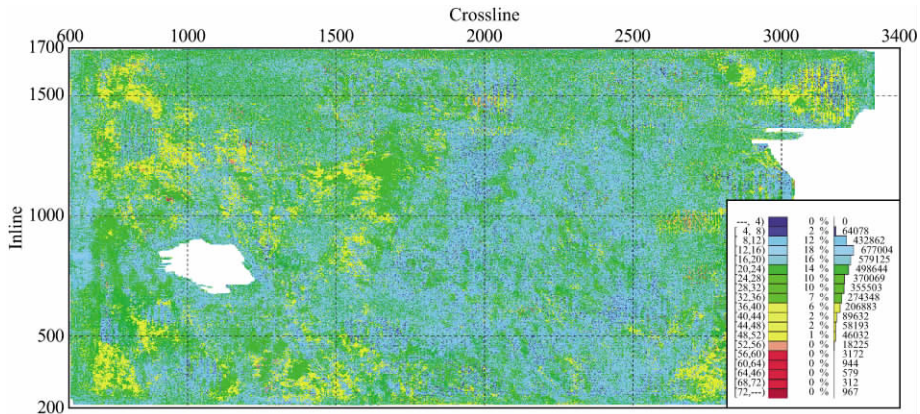 Crossline
600 1000 1500 2000 2500 3000 3400
Inline
1700
1500
1000
500
200
---, 4) 0 % 0
[ 4, 8) 2 % 64078
[ 8,12) 12 % 432862
[12,16) 18 % 677004
[16,20) 16 % 579125
[20,24) 14 % 498644
[24,28) 10 % 370069
[28,32) 10 % 355503
[32,36) 7 % 274348
[36,40) 6 % 206883
[40,44) 2 % 89632
[44,48) 2 % 58193
[48,52) 1 % 46032
[52,56) 0 % 18225
[56,60) 0 % 3172
[60,64) 0 % 944
[64,46) 0 % 579
[68,72) 0 % 312
[72,---) 0 % 967